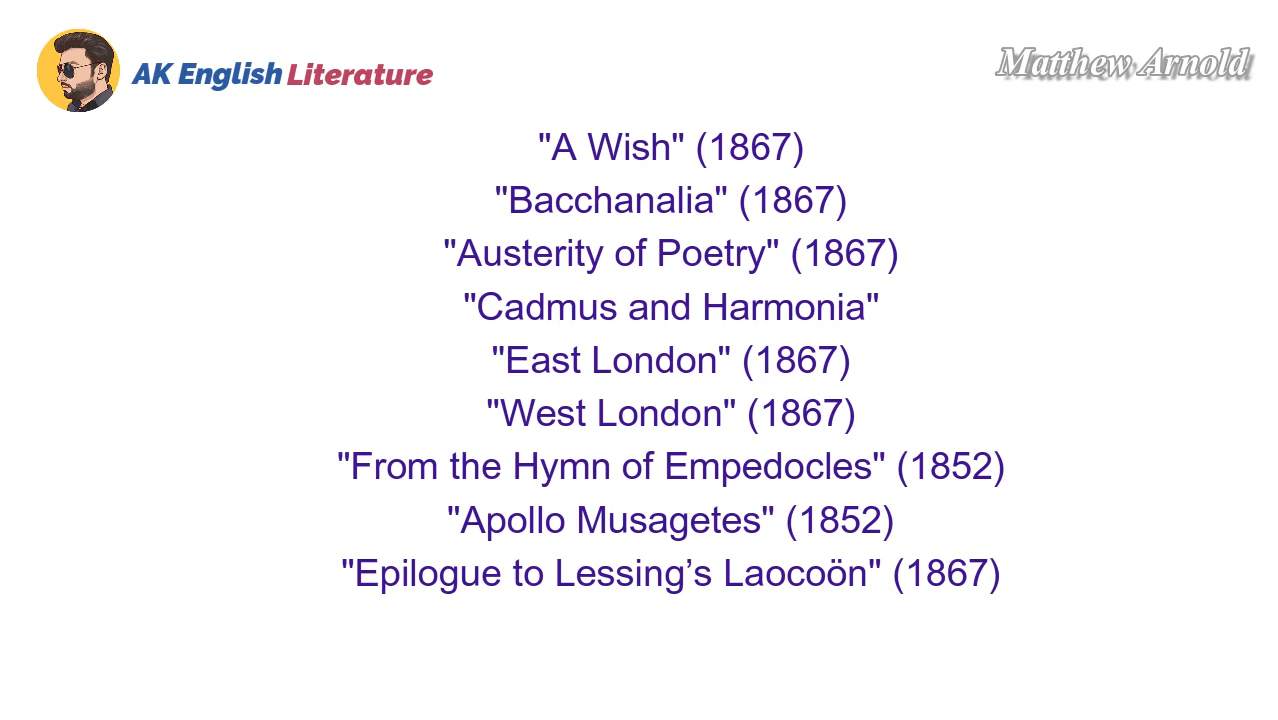 AK English Literature
Matthew Arnold
"A Wish" (1867)
"Bacchanalia" (1867)
"Austerity of Poetry" (1867)
"Cadmus and Harmonia"
"East London" (1867)
"West London" (1867)
"From the Hymn of Empedocles" (1852)
"Apollo Musagetes" (1852)
"Epilogue to Lessing’s Laocoön" (1867)